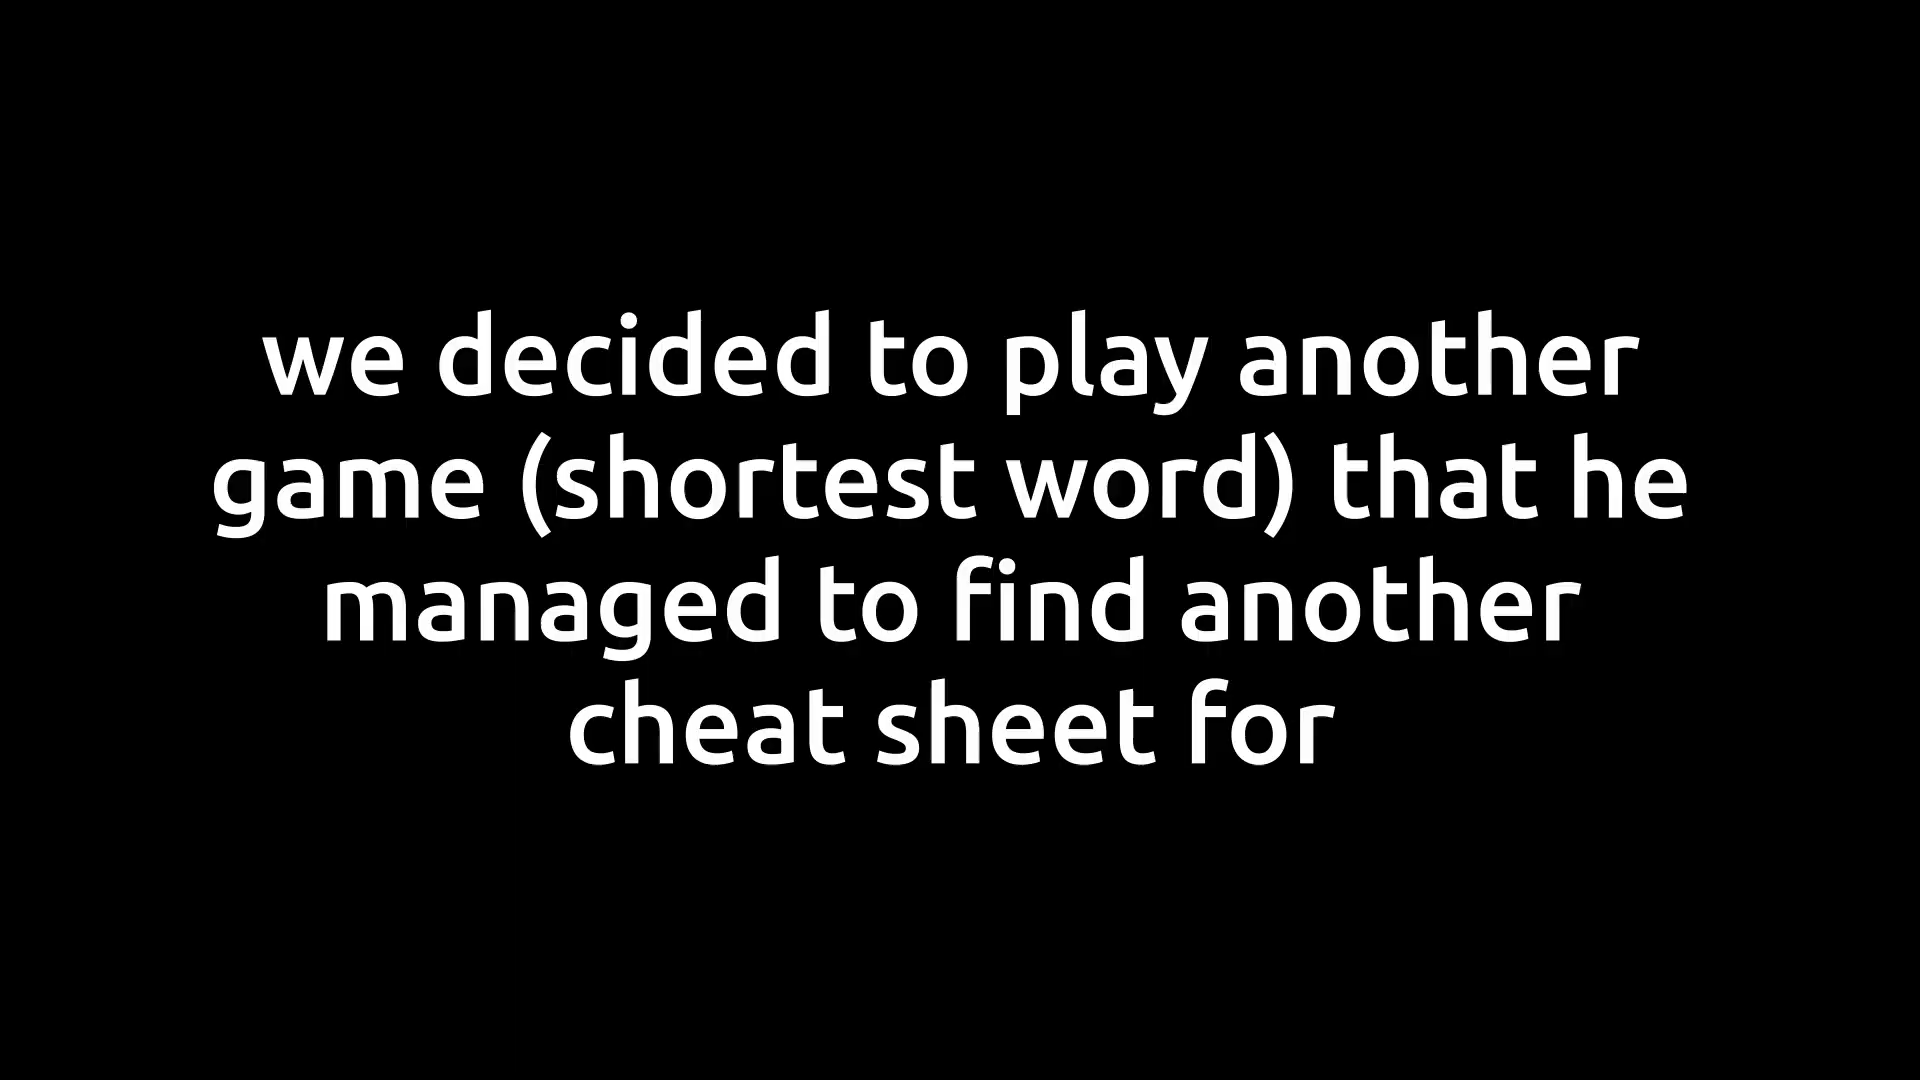 we decided to play another
game (shortest word) that he
managed to find another
cheat sheet for